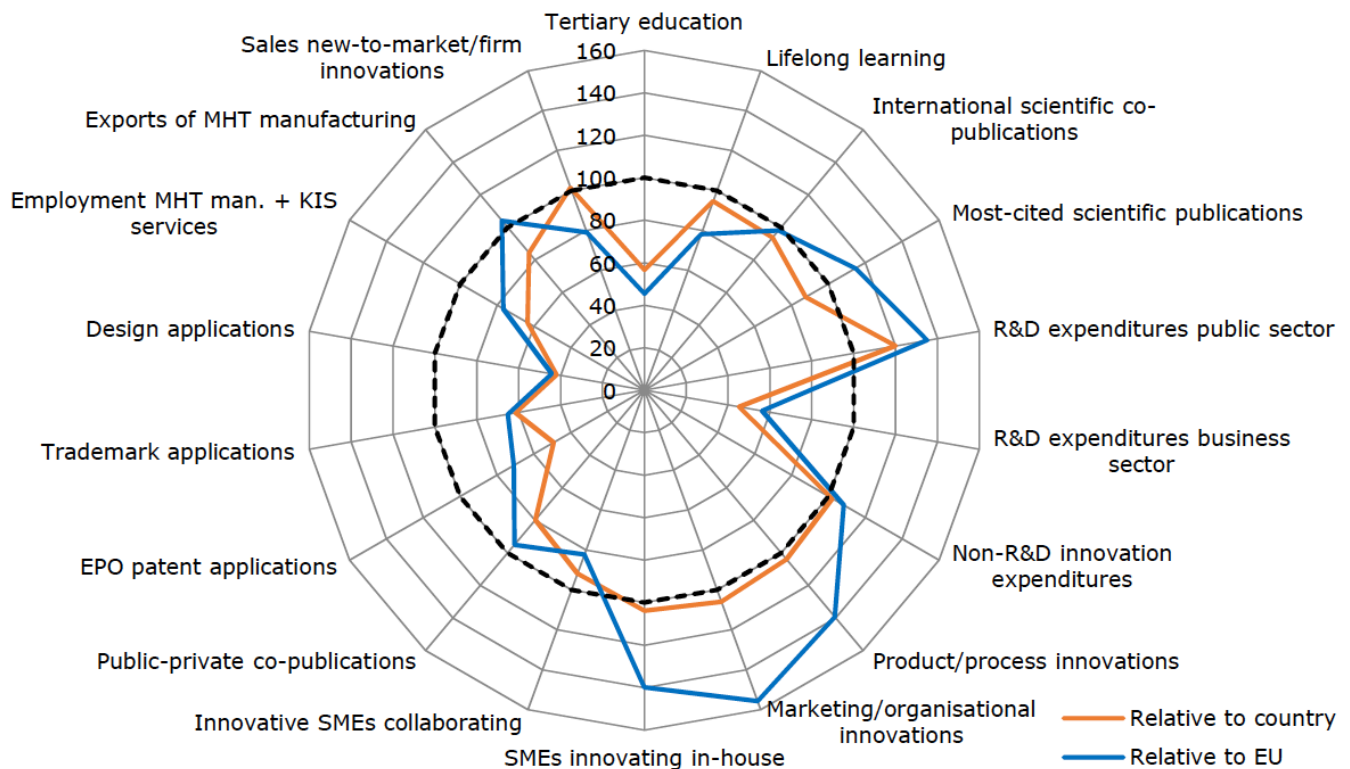 Tertiary education
Sales new-to-market/firm
innovations
Lifelong learning
Exports of MHT manufacturing
International scientific co-
publications
Employment MHT man. + KIS
services
Most-cited scientific publications
Design applications
R&D expenditures public sector
Trademark applications
R&D expenditures business
sector
EPO patent applications
Non-R&D innovation
expenditures
Public-private co-publications
Product/process innovations
Innovative SMEs collaborating
Marketing/organisational
innovations
SMEs innovating in-house
160
140
120
100
80
60
40
20
0
Relative to country
Relative to EU